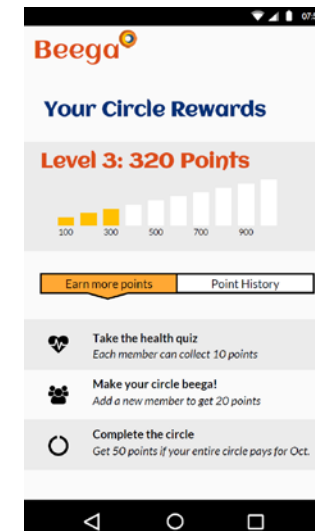 Beega
Your Circle Rewards
Level 3: 320 Points
100 300 500 700 900
Earn more points Point History
Take the health quiz
Each member can collect 10 points
Make your circle beega!
Add a new member to get 20 points
Complete the circle
Get 50 points if your entire circle pays for Oct.